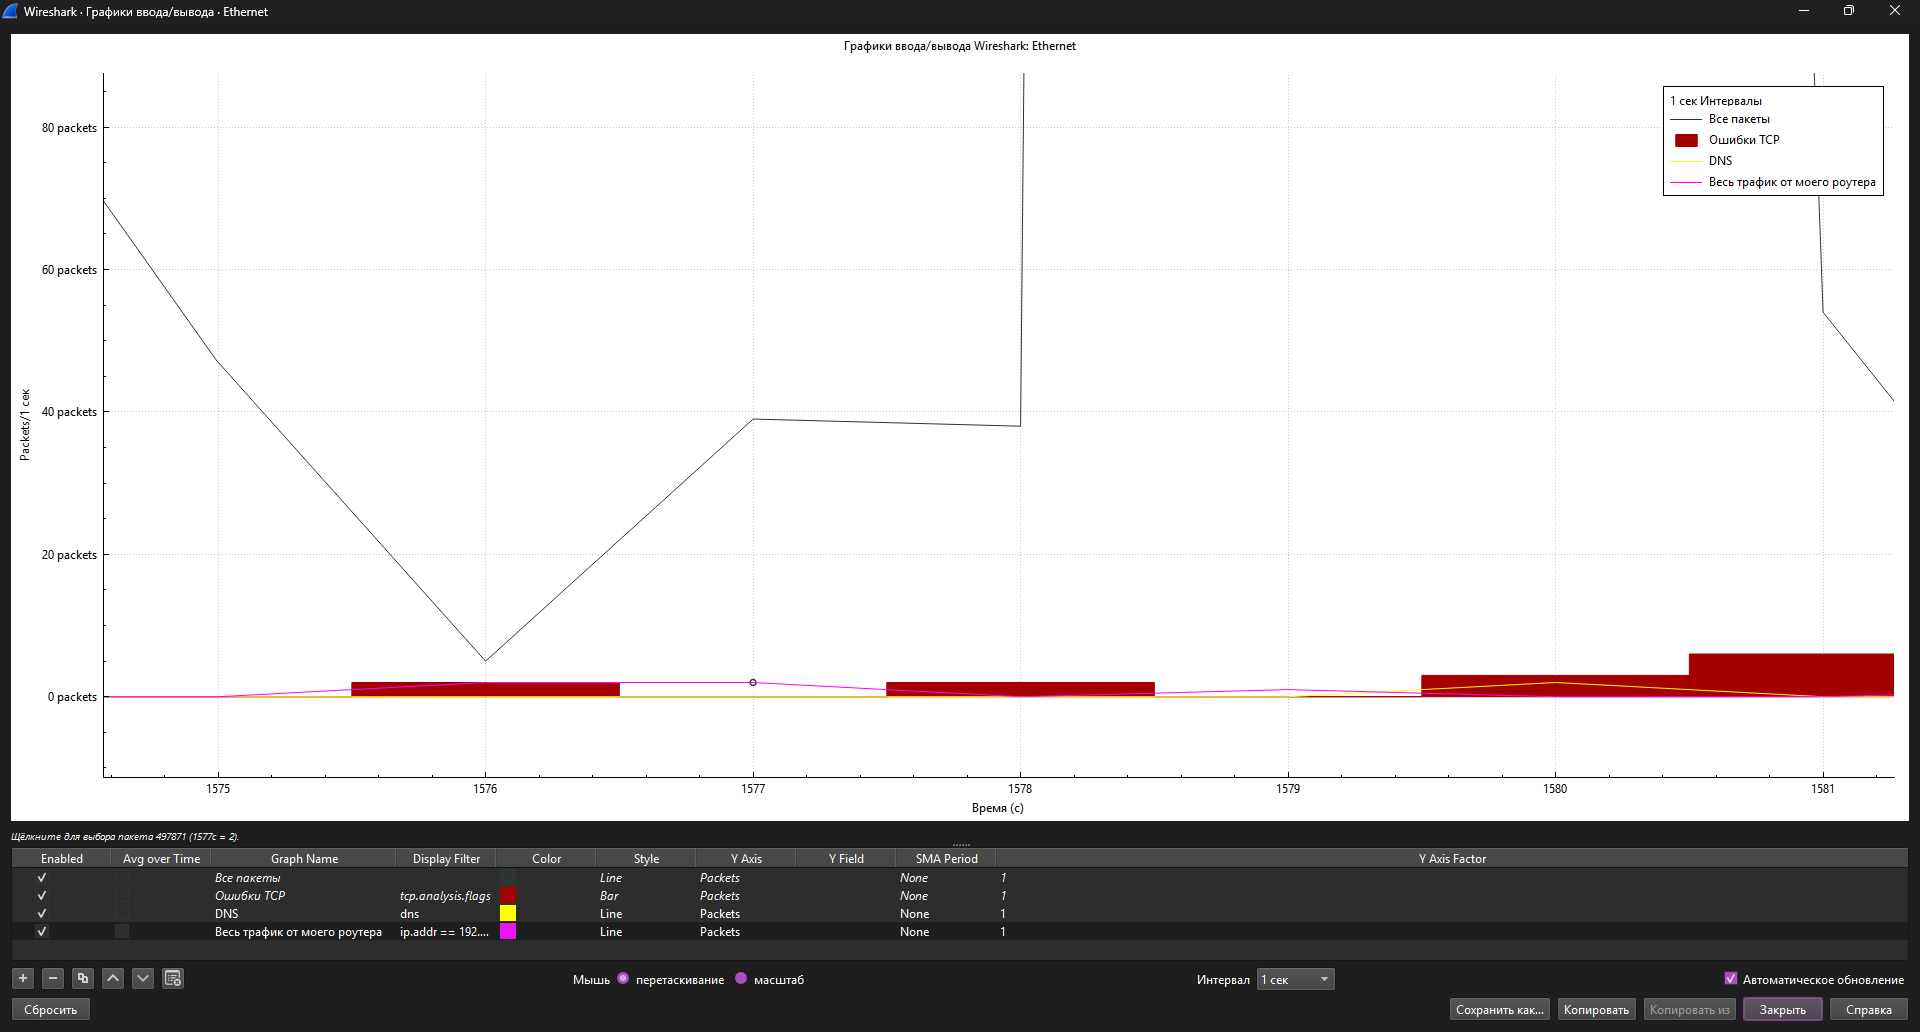 Wireshark · Графики ввода/вывода · Ethernet
Графики ввода/вывода Wireshark: Ethernet
1 сек Интервалы
Все пакеты
Ошибки TCP
DNS
Весь трафик от моего роутера
Packets/1 сек
80 packets
60 packets
40 packets
20 packets
0 packets
1575 1576 1577 1578 1579 1580 1581
Время (с)
Щёлкните для выбора пакета 497871 (1577с = 2).
Enabled Avg over Time Graph Name Display Filter Color Style Y Axis Y Field SMA Period Y Axis Factor
Все пакеты Line Packets None 1
Ошибки TCP tcp.analysis.flags Bar Packets None 1
DNS dns Line Packets None 1
Весь трафик от моего роутера ip.addr == 192.... Line Packets None 1
Мышь перетаскивание масштаб Интервал 1 сек Автоматическое обновление
Сбросить Сохранить как... Копировать Копировать из Закрыть Справка